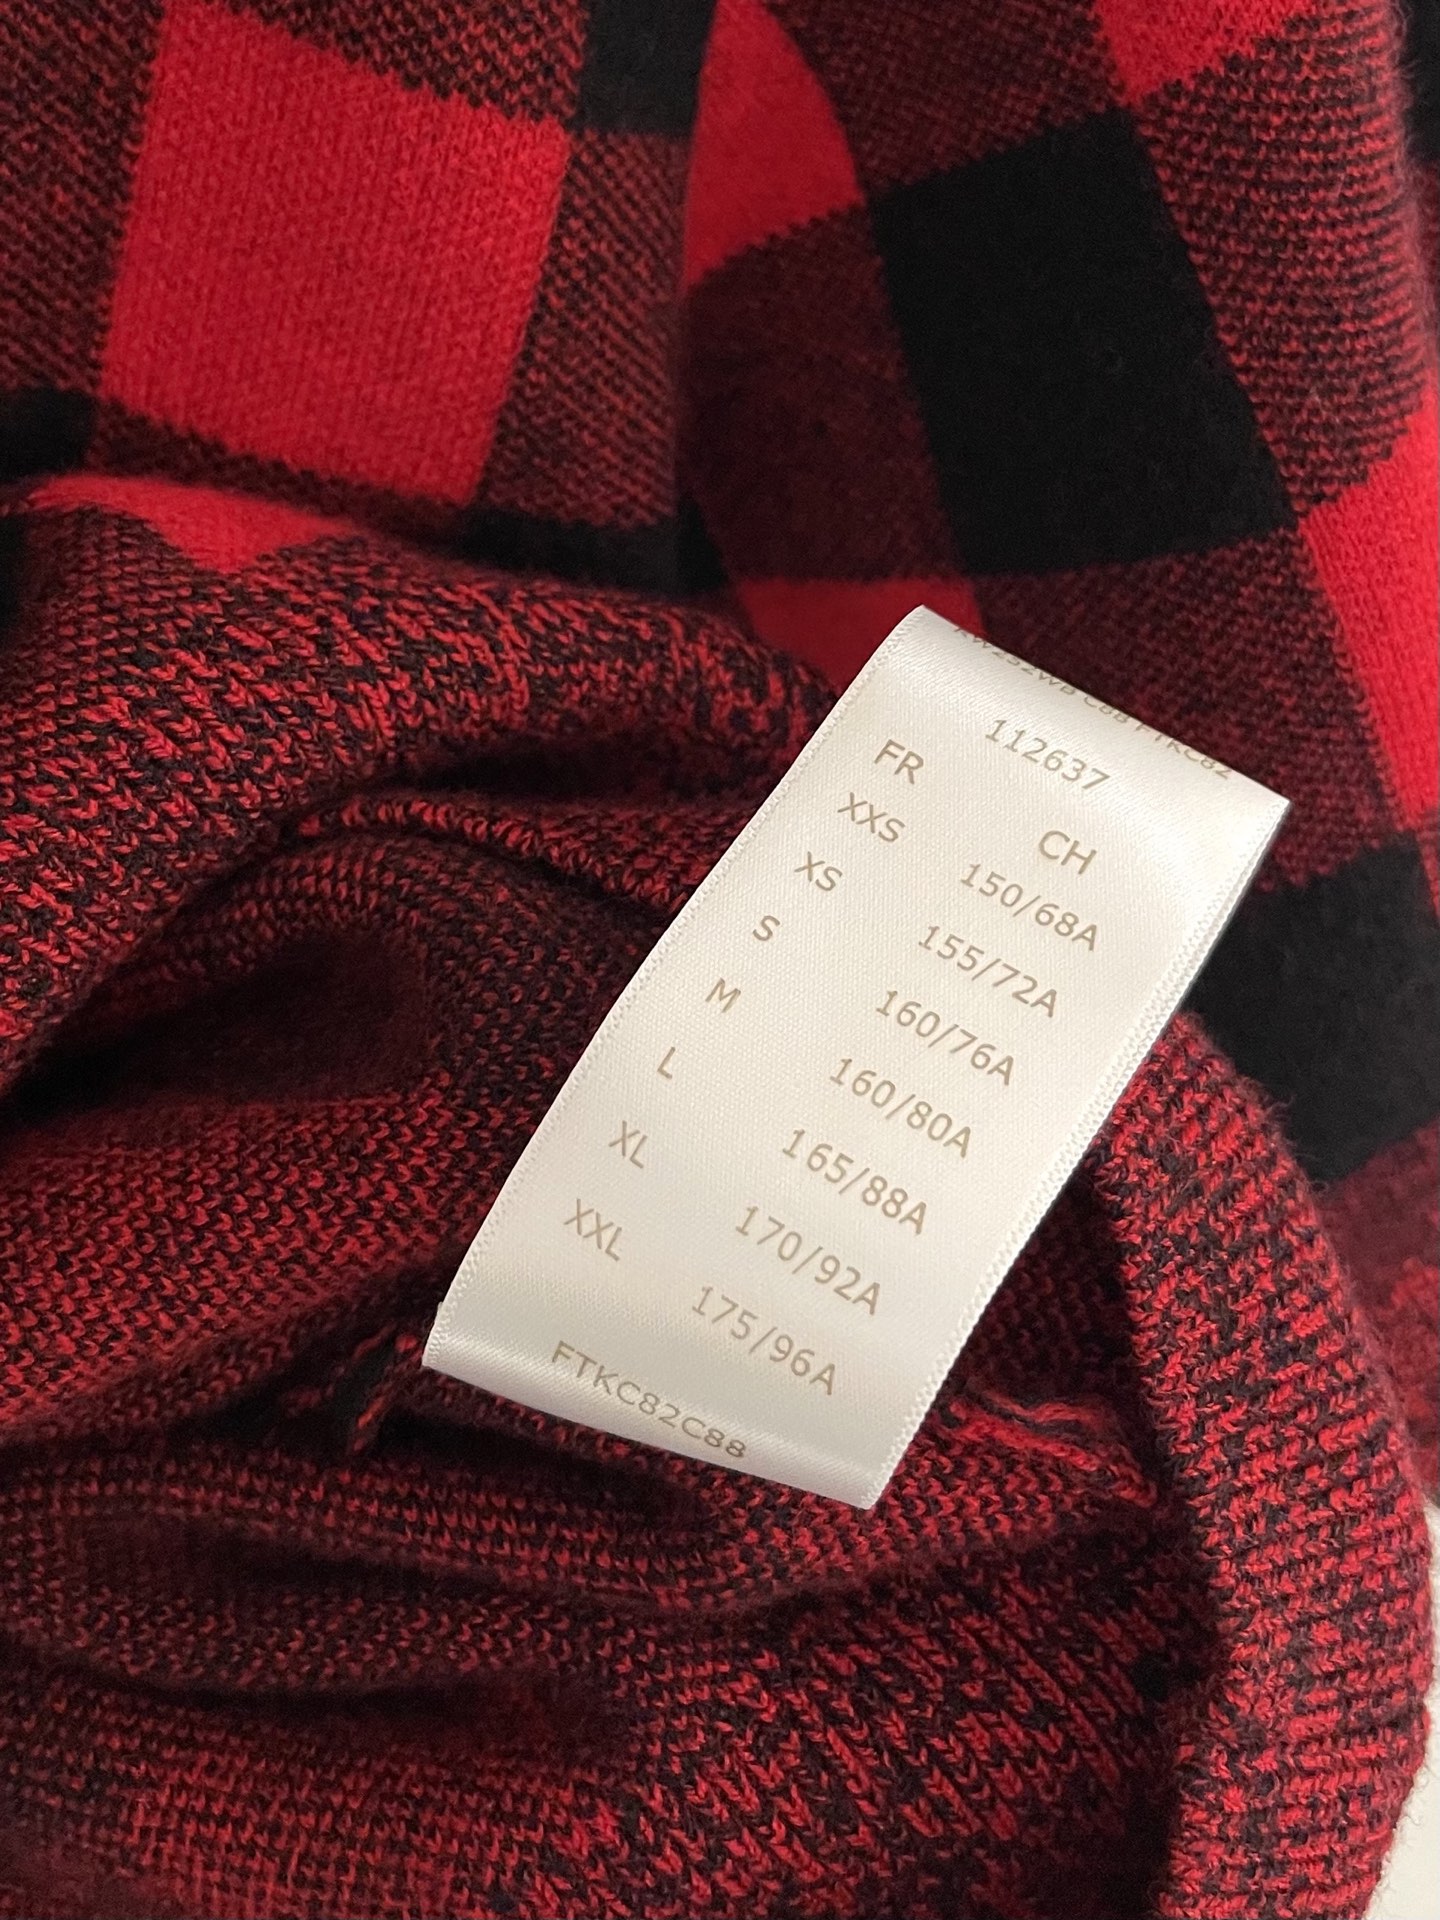 112637
FR CH
XXS 150/68A
XS 155/72A
S 160/76A
M 160/80A
L 165/88A
XL 170/92A
XXL 175/96A
FTKC82C88